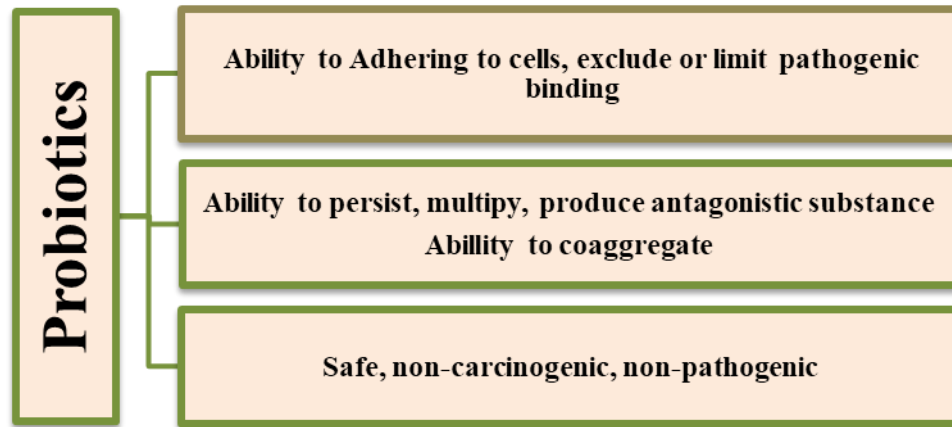 Probiotics
Ability to Adhering to cells, exclude or limit pathogenic
binding
Ability to persist, multipy, produce antagonistic substance
Abillity to coaggregate
Safe, non-carcinogenic, non-pathogenic